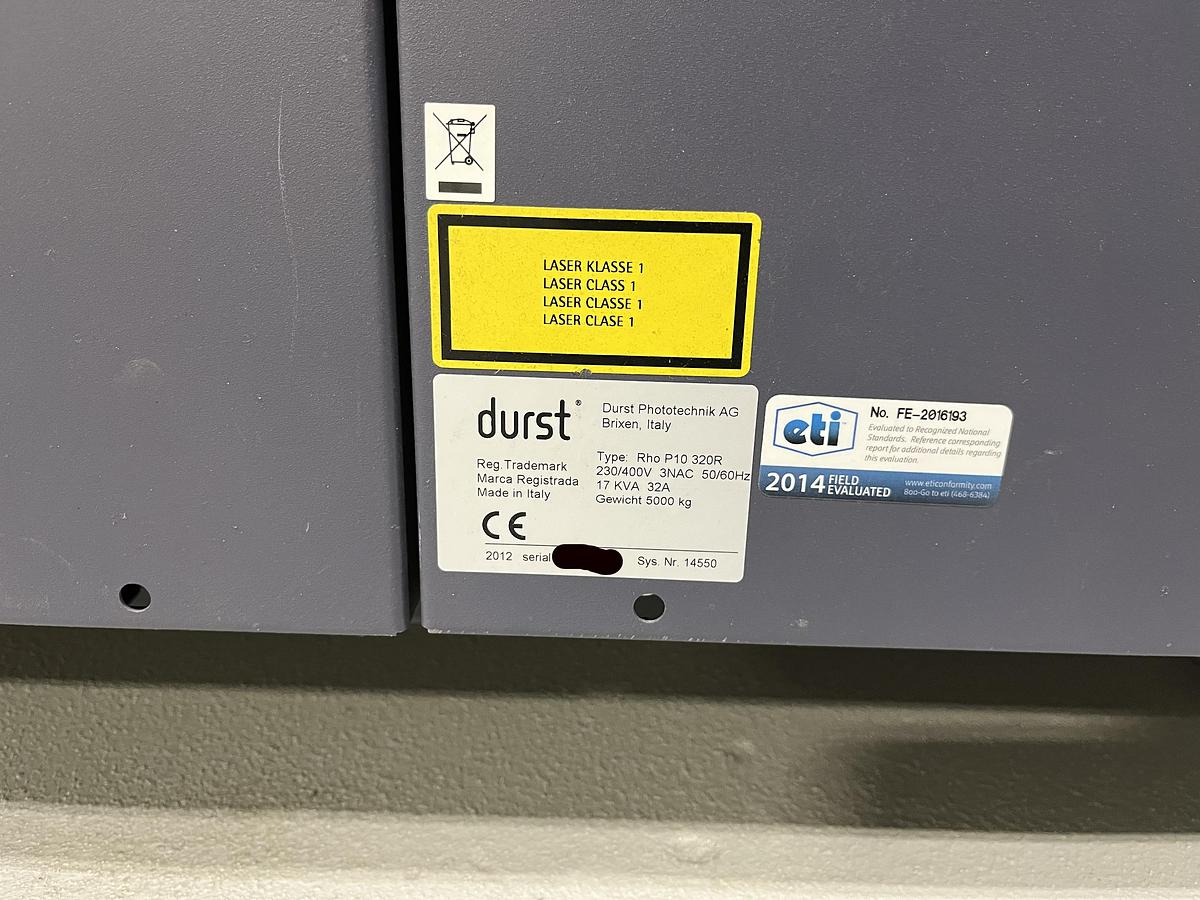 LASER KLASSE 1
LASER CLASS 1
LASER CLASSE 1
LASER CLASE 1
durst®
Durst Phototechnik AG
Brixen, Italy
Reg.Trademark
Marca Registrada
Made in Italy
Type: Rho P10 320R
230/400V 3NAC 50/60Hz
17 KVA 32A
Gewicht 5000 kg
CE
2012 serial Sys. Nr. 14550
eti
No. FE-2016193
Evaluated to Recognized National
Standards. Reference corresponding
report for additional details regarding
this evaluation.
2014 FIELD
EVALUATED
www.eticonformity.com
800-Go to eti (468-6384)